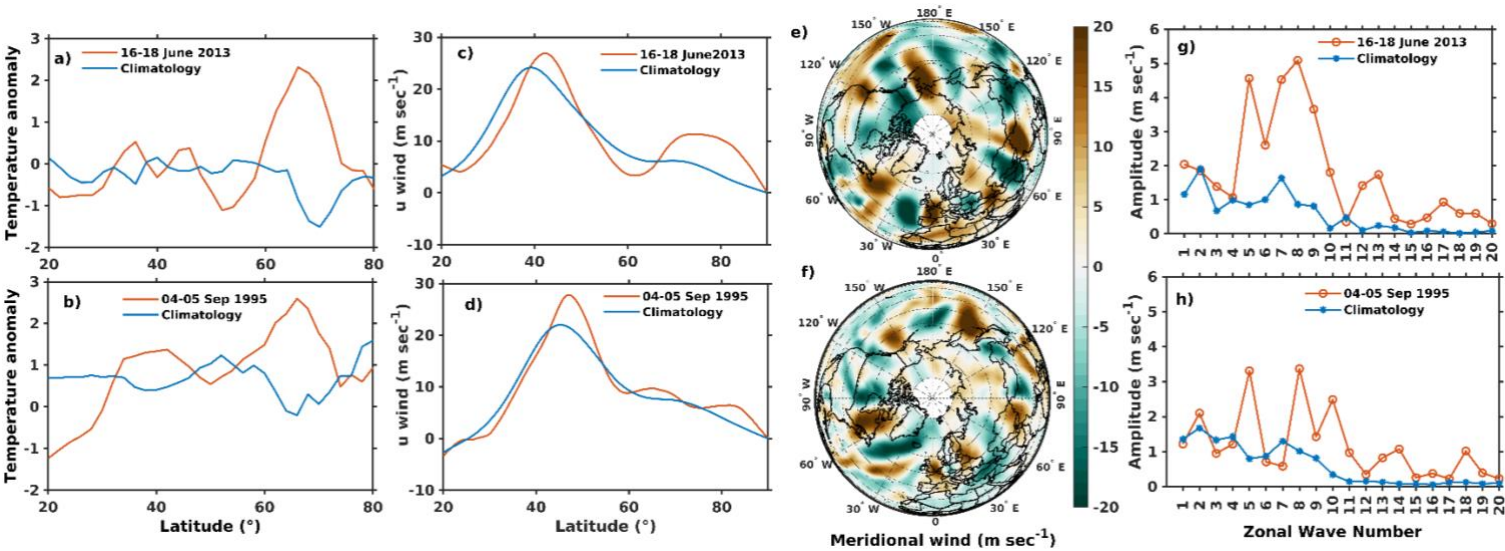 a)
16-18 June 2013
Climatology
Temperature anomaly
3
2
1
0
-1
-2
20
40
60
80
b)
04-05 Sep 1995
Climatology
Temperature anomaly
3
2
1
0
-1
-2
20
40
60
80
Latitude (°)
c)
16-18 June2013
Climatology
u wind (m sec-1)
30
20
10
0
-10
20
40
60
80
d)
04-05 Sep 1995
Climatology
u wind (m sec-1)
30
20
10
0
-10
20
40
60
80
Latitude (°)
e)
180° E
150° W
150° E
120° W
120° E
90° W
90° E
60° W
60° E
30° W
30° E
0°
f)
180° E
150° W
150° E
120° W
120° E
90° W
90° E
60° W
60° E
30° W
30° E
0°
Meridional wind (m sec-1)
20
15
10
5
0
-5
-10
-15
-20
g)
16-18 June 2013
Climatology
Amplitude (m sec-1)
6
5
4
3
2
1
0
1 2 3 4 5 6 7 8 9 10 11 12 13 14 15 16 17 18 19 20
h)
04-05 Sep 1995
Climatology
Amplitude (m sec-1)
6
5
4
3
2
1
0
1 2 3 4 5 6 7 8 9 10 11 12 13 14 15 16 17 18 19 20
Zonal Wave Number